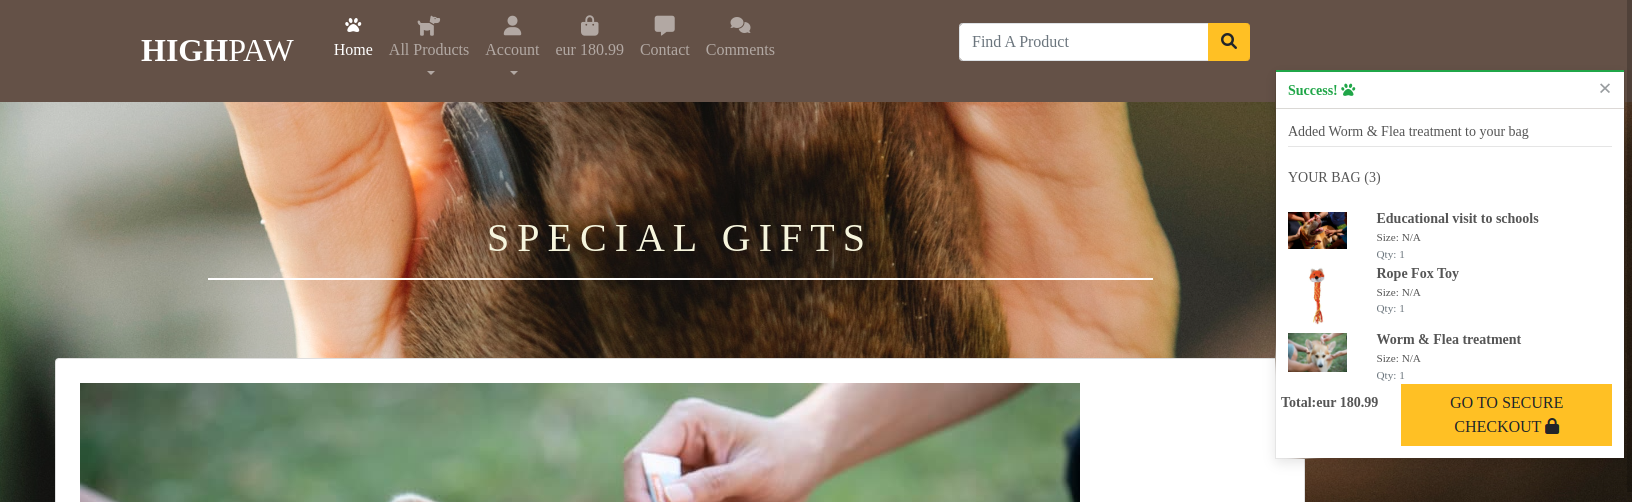 HIGHPAW
Home
All Products
Account
eur 180.99
Contact
Comments
Find A Product
Success!
×
Added Worm & Flea treatment to your bag
YOUR BAG (3)
Educational visit to schools
Size: N/A
Qty: 1
Rope Fox Toy
Size: N/A
Qty: 1
Worm & Flea treatment
Size: N/A
Qty: 1
Total:eur 180.99
GO TO SECURE
CHECKOUT
SPECIAL GIFTS